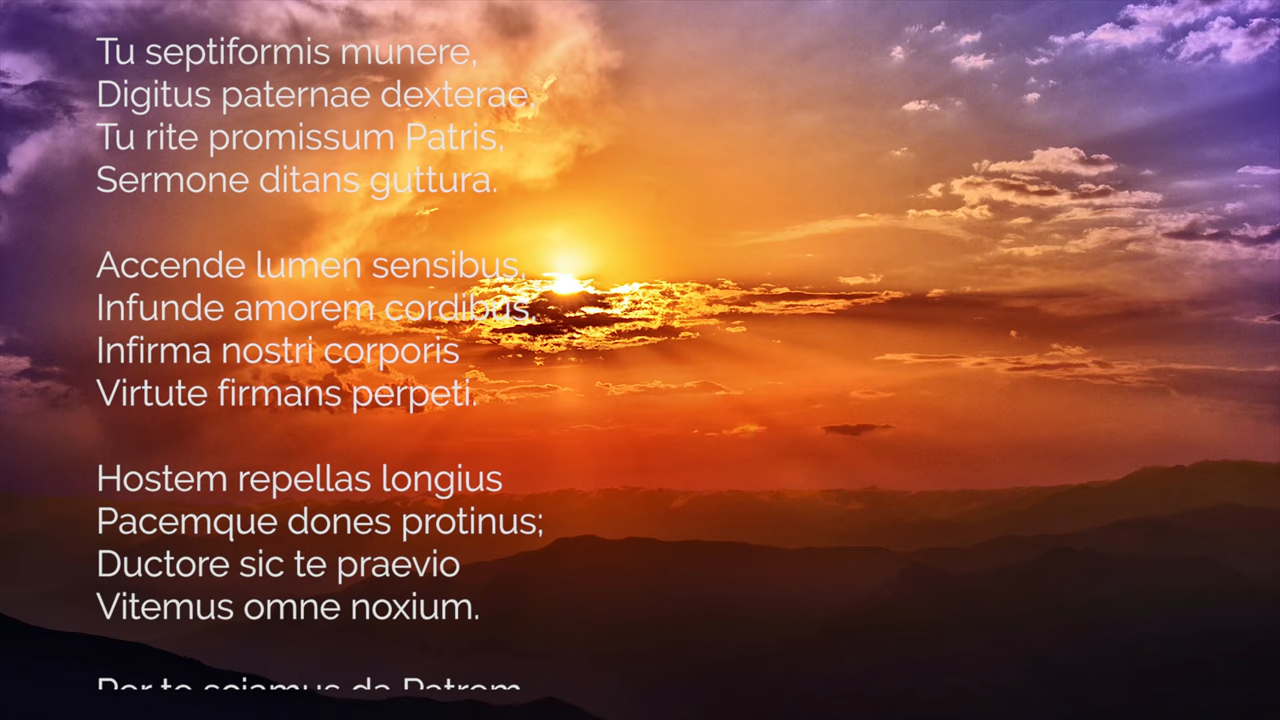 Tu septiformis munere,
Digitus paternae dexterae,
Tu rite promissum Patris,
Sermone ditans guttura.
Accende lumen sensibus,
Infunde amorem cordibus,
Infirma nostri corporis
Virtute firmans perpeti.
Hostem repellas longius
Pacemque dones protinus;
Ductore sic te praevio
Vitemus omne noxium.
Per te sciamus da Patrem